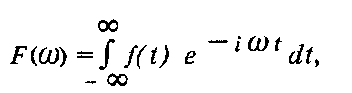 F(ω) = ∫_{-∞}^{∞} f(t) e^{-iωt} dt,